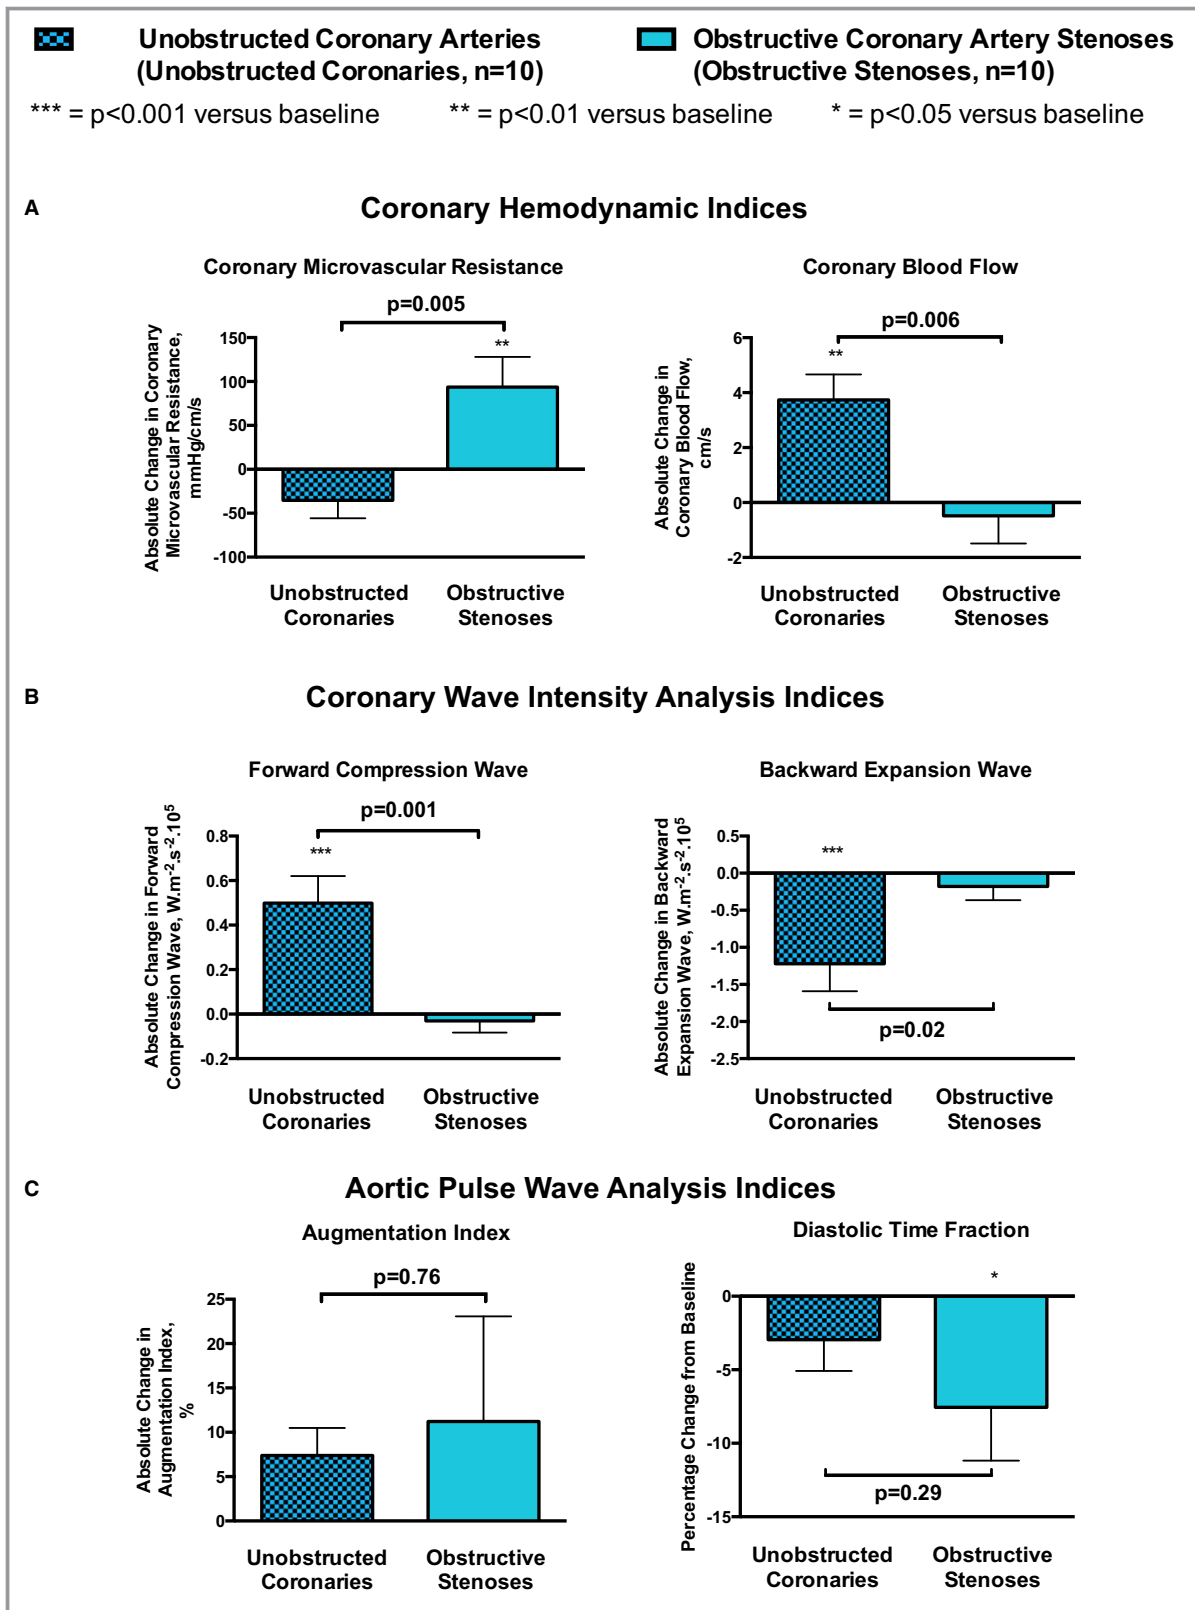 Unobstructed Coronary Arteries
(Unobstructed Coronaries, n=10)
Obstructive Coronary Artery Stenoses
(Obstructive Stenoses, n=10)
*** = p<0.001 versus baseline
** = p<0.01 versus baseline
* = p<0.05 versus baseline
A
Coronary Hemodynamic Indices
Coronary Microvascular Resistance
p=0.005
**
Absolute Change in Coronary
Microvascular Resistance,
mmHg/cm/s
150
100
50
0
-50
-100
Unobstructed
Coronaries
Obstructive
Stenoses
Coronary Blood Flow
p=0.006
**
Absolute Change in
Coronary Blood Flow,
cm/s
6
4
2
0
-2
Unobstructed
Coronaries
Obstructive
Stenoses
B
Coronary Wave Intensity Analysis Indices
Forward Compression Wave
p=0.001
***
Absolute Change in Forward
Compression Wave, W.m⁻².s⁻².10⁵
0.8
0.6
0.4
0.2
0.0
-0.2
Unobstructed
Coronaries
Obstructive
Stenoses
Backward Expansion Wave
***
Absolute Change in Backward
Expansion Wave, W.m⁻².s⁻².10⁵
0.5
0.0
-0.5
-1.0
-1.5
-2.0
-2.5
p=0.02
Unobstructed
Coronaries
Obstructive
Stenoses
C
Aortic Pulse Wave Analysis Indices
Augmentation Index
p=0.76
Absolute Change in
Augmentation Index,
%
25
20
15
10
5
0
Unobstructed
Coronaries
Obstructive
Stenoses
Diastolic Time Fraction
*
Percentage Change from Baseline
0
-5
-10
-15
p=0.29
Unobstructed
Coronaries
Obstructive
Stenoses